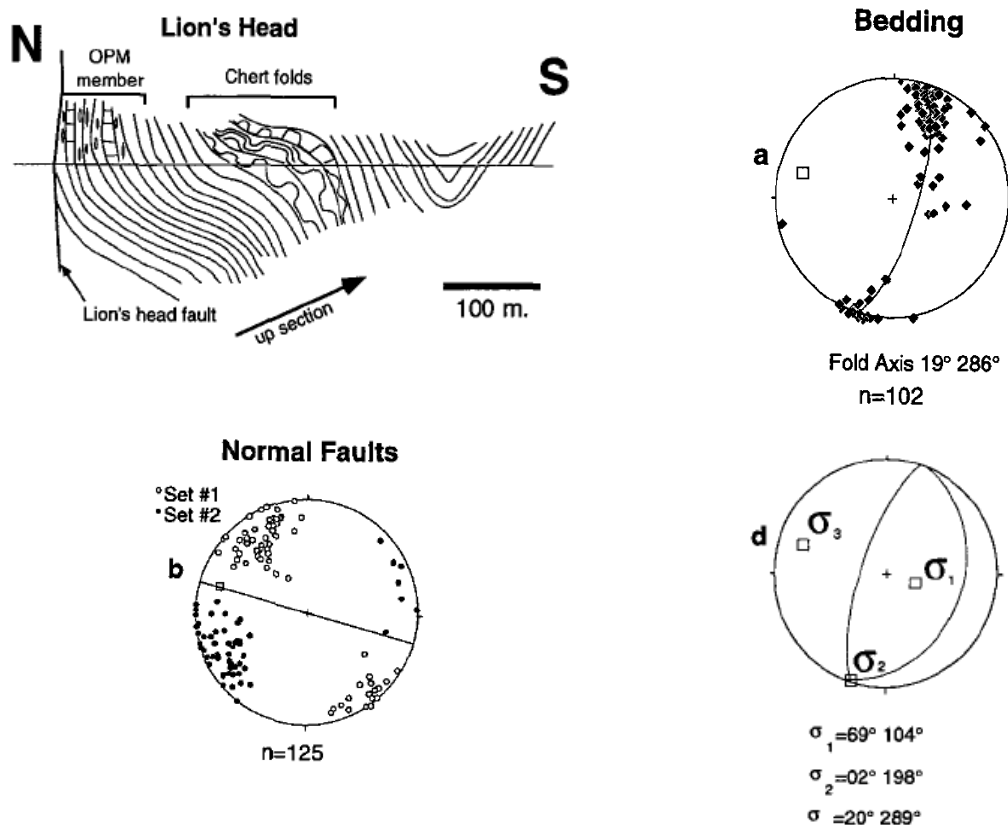 N
Lion's Head
OPM
member
Chert folds
S
Lion's head fault
up section
100 m.
Bedding
a
Fold Axis 19° 286°
n=102
Normal Faults
Set #1
Set #2
b
n=125
d
σ3
σ1
σ2
σ1=69° 104°
σ2=02° 198°
σ =20° 289°